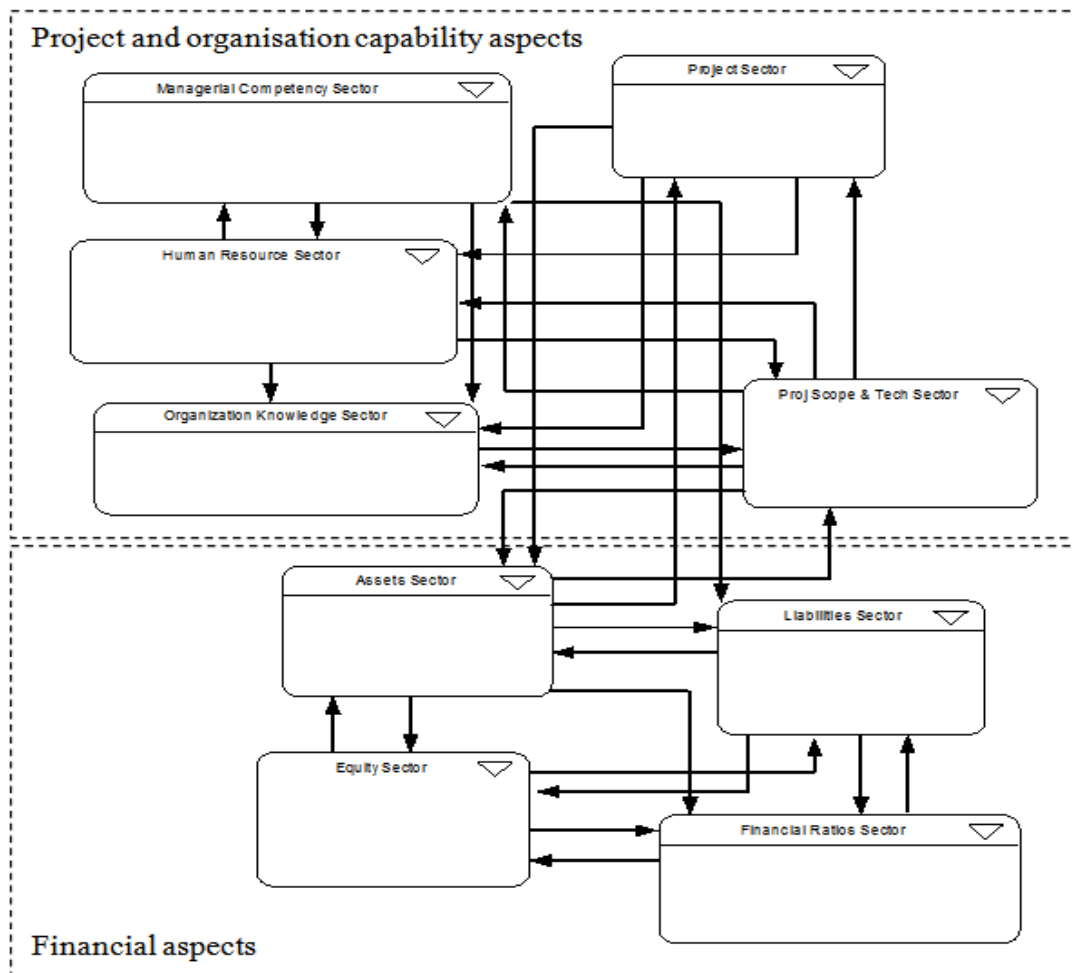 Project and organisation capability aspects
Project Sector
Managerial Competency Sector
Human Resource Sector
Proj Scope & Tech Sector
Organization Knowledge Sector
Assets Sector
Liabilities Sector
Equity Sector
Financial Ratios Sector
Financial aspects